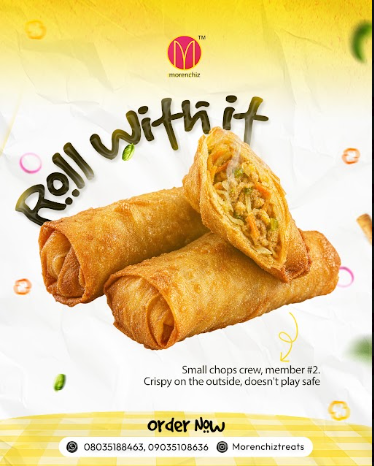 M
TM
morenchiz
Roll with it
Small chops crew, member #2.
Crispy on the outside, doesn't play safe
order Now
08035188463, 09035108636 Morenchiztreats